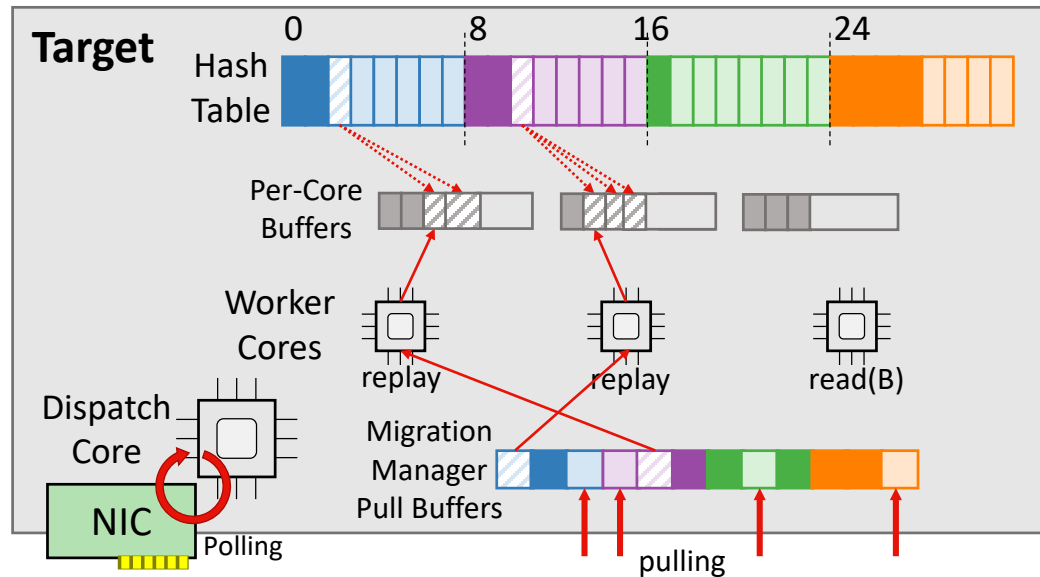 Target
0 8 16 24
Hash
Table
Per-Core
Buffers
Worker
Cores
replay replay read(B)
Dispatch
Core
Migration
Manager
Pull Buffers
NIC
Polling
pulling